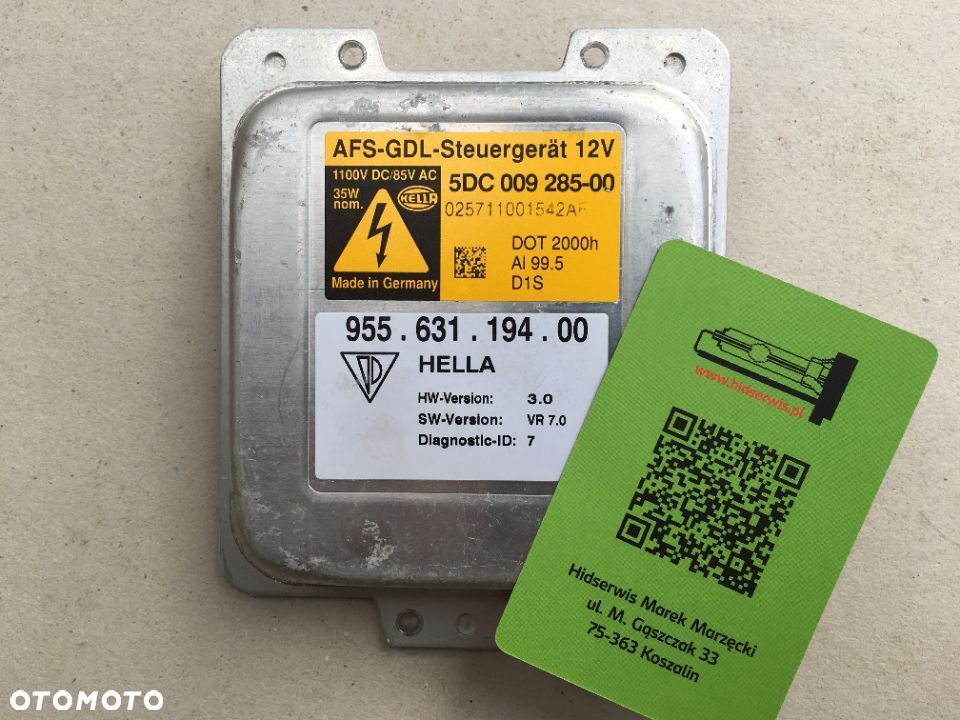 AFS-GDL-Steuergerät 12V
1100V DC/85V AC
35W
nom.
HELLA
5DC 009 285-00
025711001542AF
DOT 2000h
Al 99.5
D1S
Made in Germany
955 . 631 . 194 . 00
HELLA
HW-Version: 3.0
SW-Version: VR 7.0
Diagnostic-ID: 7
www.hidserwis.pl
Hidserwis Marek Marzęcki
ul. M. Gąszczak 33
75-363 Koszalin
OTOMOTO